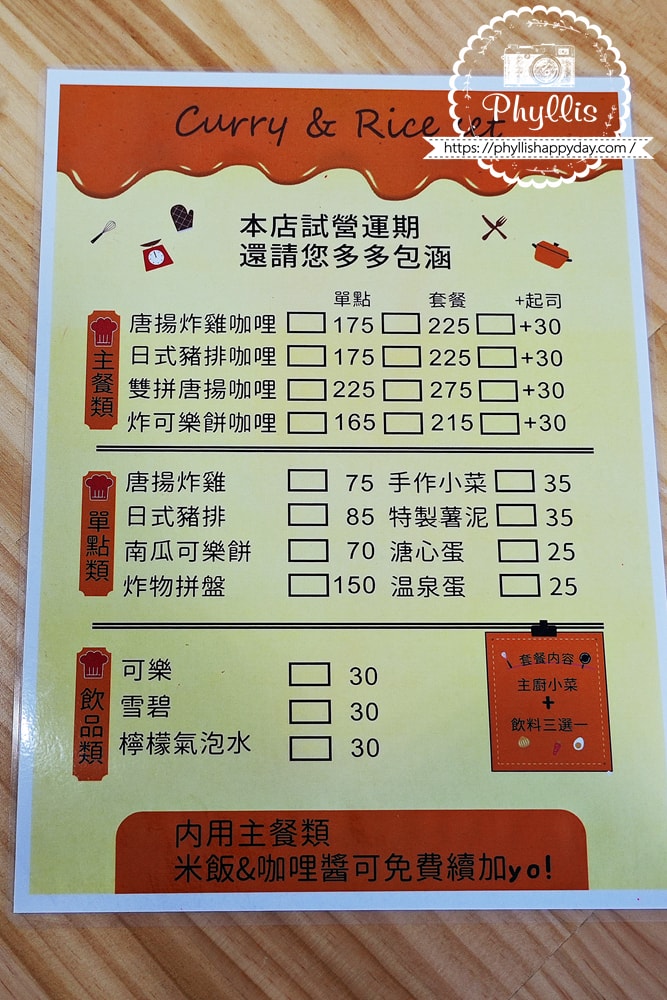 Phyllis
https://phyllishappyday.com/
Curry & Rice
本店試營運期
還請您多多包涵
單點 套餐 +起司
主餐類
唐揚炸雞咖哩 175 225 +30
日式豬排咖哩 175 225 +30
雙拼唐揚咖哩 225 275 +30
炸可樂餅咖哩 165 215 +30
單點類
唐揚炸雞 75 手作小菜 35
日式豬排 85 特製薯泥 35
南瓜可樂餅 70 溏心蛋 25
炸物拼盤 150 温泉蛋 25
飲品類
可樂 30
雪碧 30
檸檬氣泡水 30
套餐內容
主廚小菜
+
飲料三選一
内用主餐類
米飯&咖哩醬可免費續加yo!